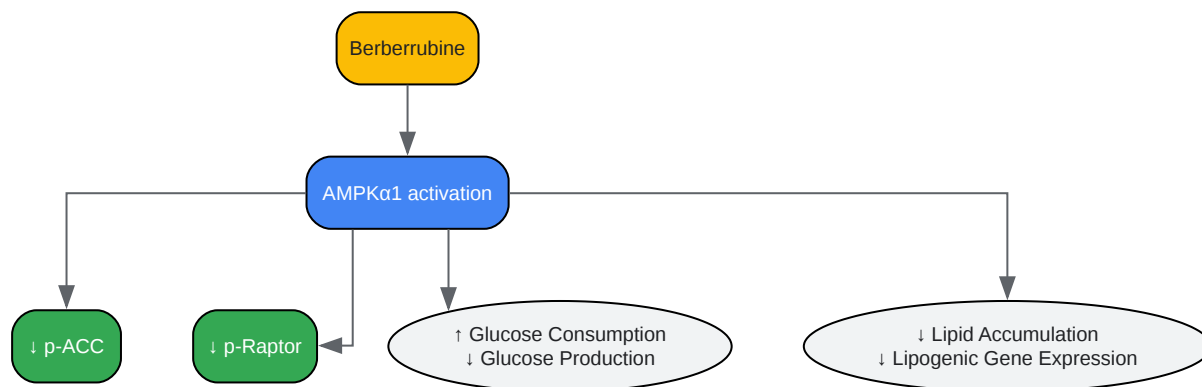 Berberrubine
AMPKα1 activation
↓ p-ACC
↓ p-Raptor
↑ Glucose Consumption
↓ Glucose Production
↓ Lipid Accumulation
↓ Lipogenic Gene Expression